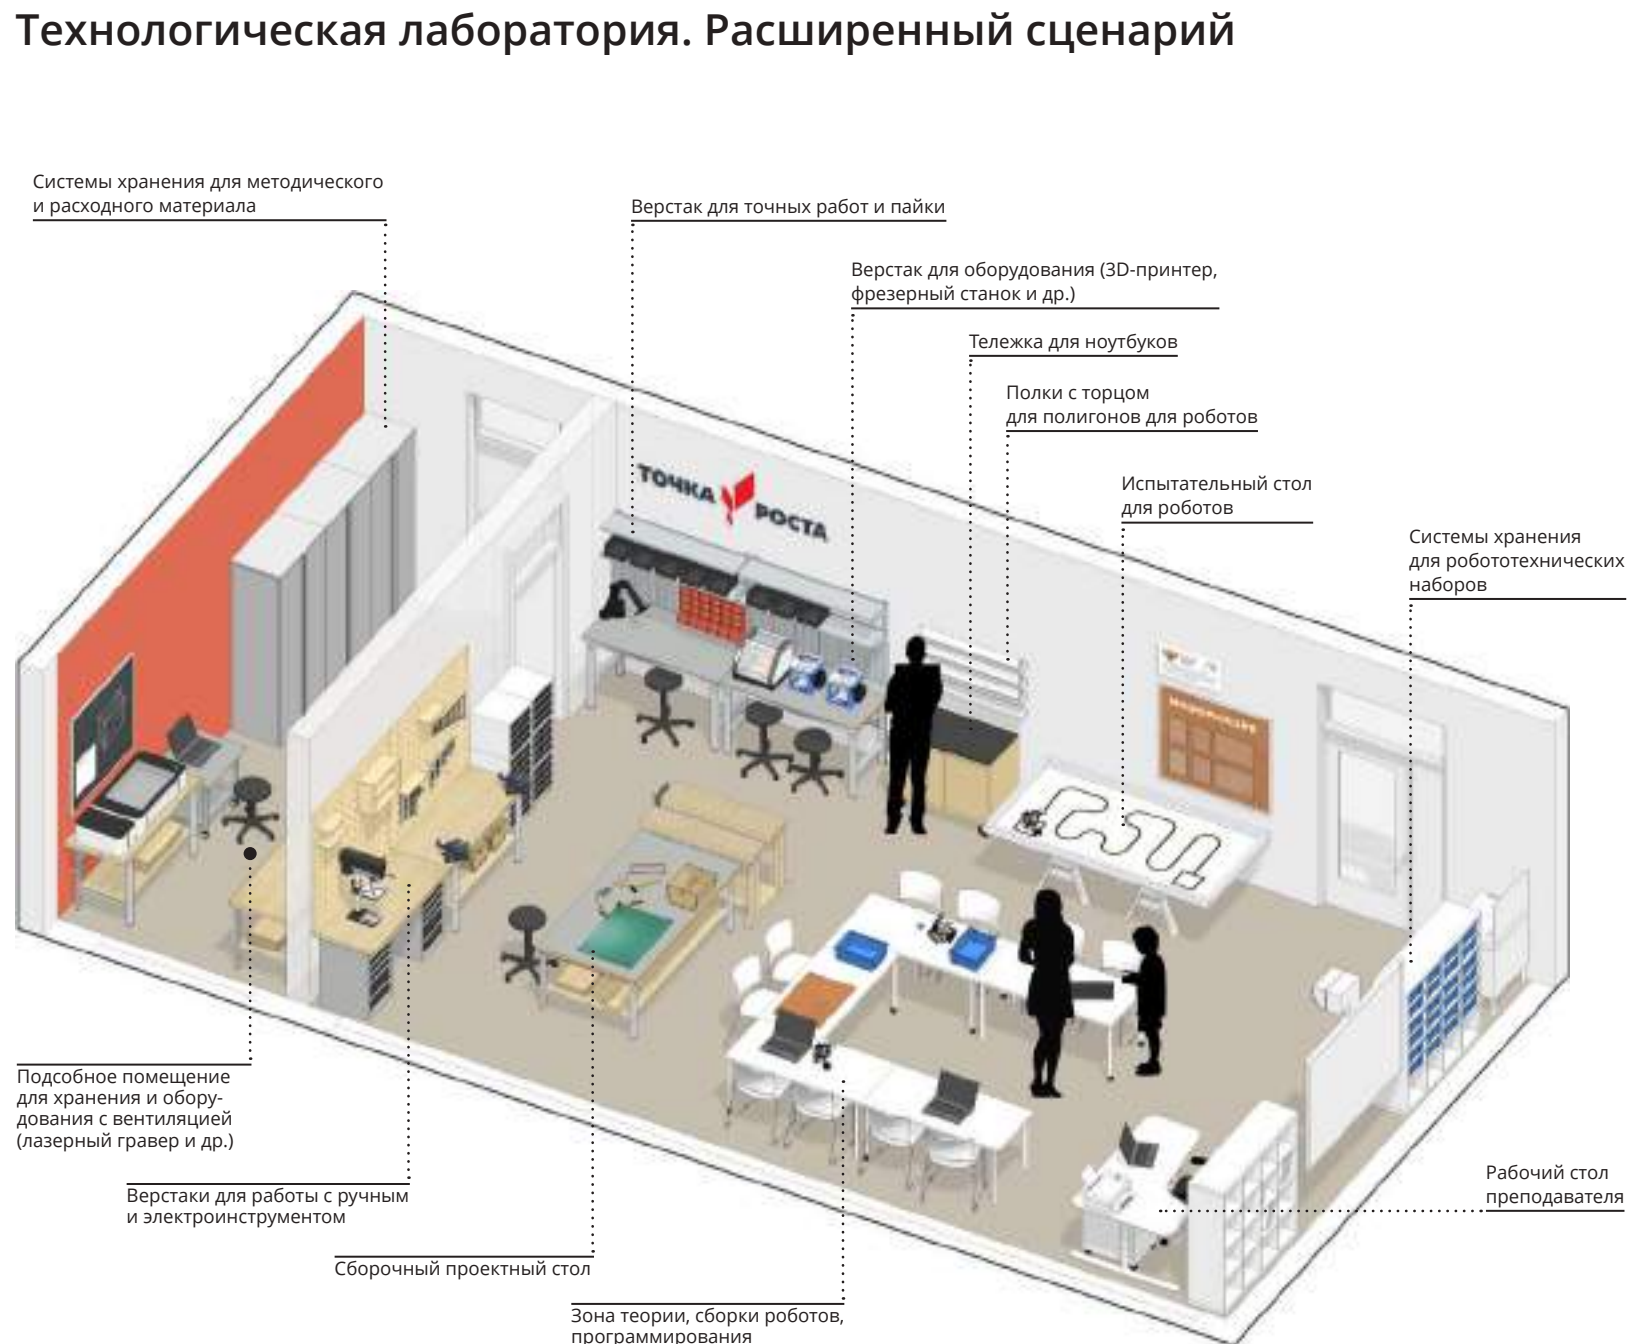 Технологическая лаборатория. Расширенный сценарий
Системы хранения для методического
и расходного материала
Верстак для точных работ и пайки
Верстак для оборудования (3D-принтер,
фрезерный станок и др.)
Тележка для ноутбуков
Полки с торцом
для полигонов для роботов
Испытательный стол
для роботов
Системы хранения
для робототехнических
наборов
ТОЧКА
РОСТА
Подсобное помещение
для хранения и обору-
дования с вентиляцией
(лазерный гравер и др.)
Верстаки для работы с ручным
и электроинструментом
Сборочный проектный стол
Зона теории, сборки роботов,
программирования
Рабочий стол
преподавателя